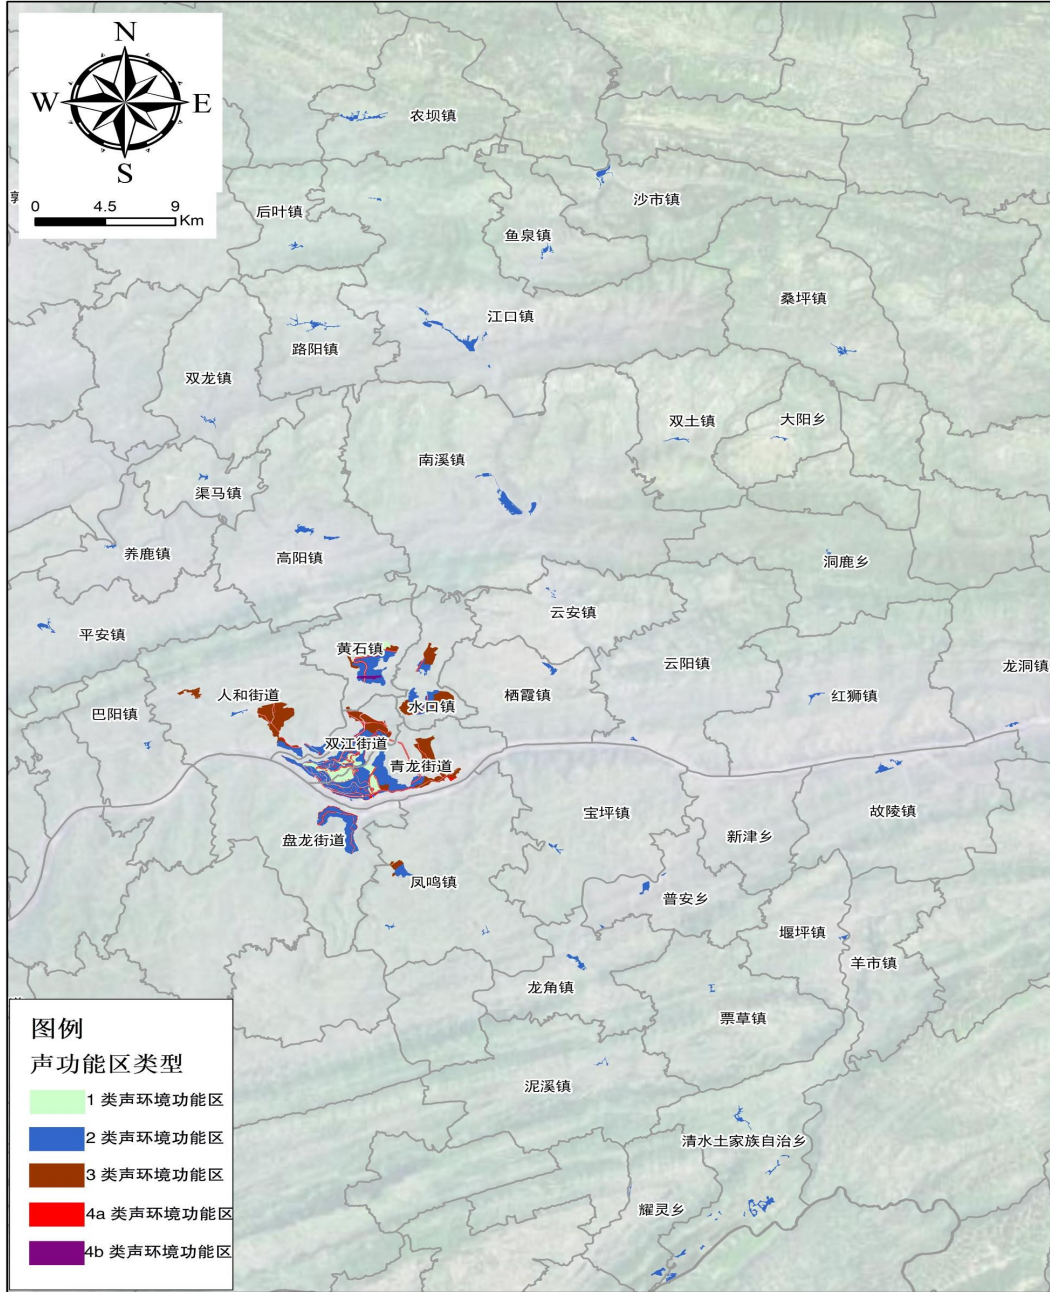 N
W
E
S
0 4.5 9
Km
农坝镇
沙市镇
后叶镇
鱼泉镇
桑坪镇
江口镇
路阳镇
双龙镇
双土镇
大阳乡
南溪镇
渠马镇
养鹿镇
高阳镇
洞鹿乡
云安镇
平安镇
黄石镇
云阳镇
龙洞镇
人和街道
栖霞镇
红狮镇
巴阳镇
水口镇
双江街道
青龙街道
宝坪镇
故陵镇
新津乡
盘龙街道
凤鸣镇
普安乡
堰坪镇
羊市镇
龙角镇
票草镇
泥溪镇
清水土家族自治乡
耀灵乡
图例
声功能区类型
1 类声环境功能区
2 类声环境功能区
3 类声环境功能区
4a 类声环境功能区
4b 类声环境功能区